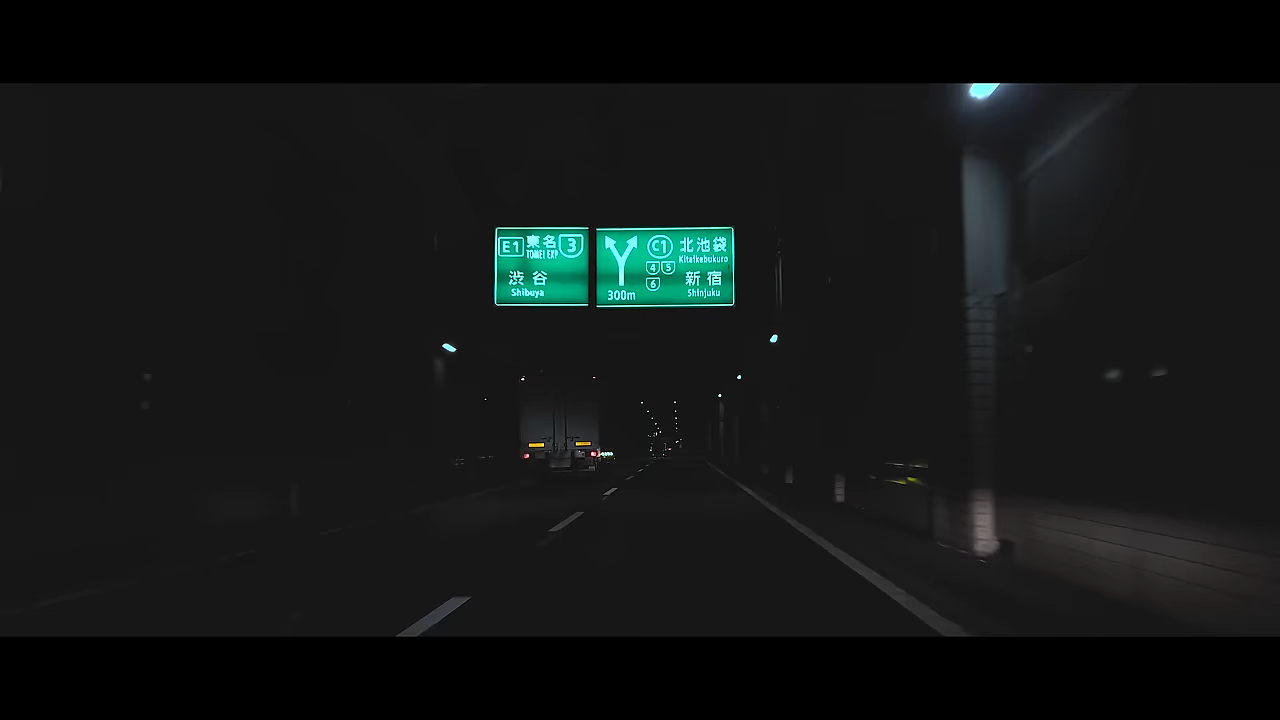 E1 東名 3
TOMEI EXP
渋谷
Shibuya
C1 北池袋
Kitaikebukuro
4 5
6 新宿
Shinjuku
300m